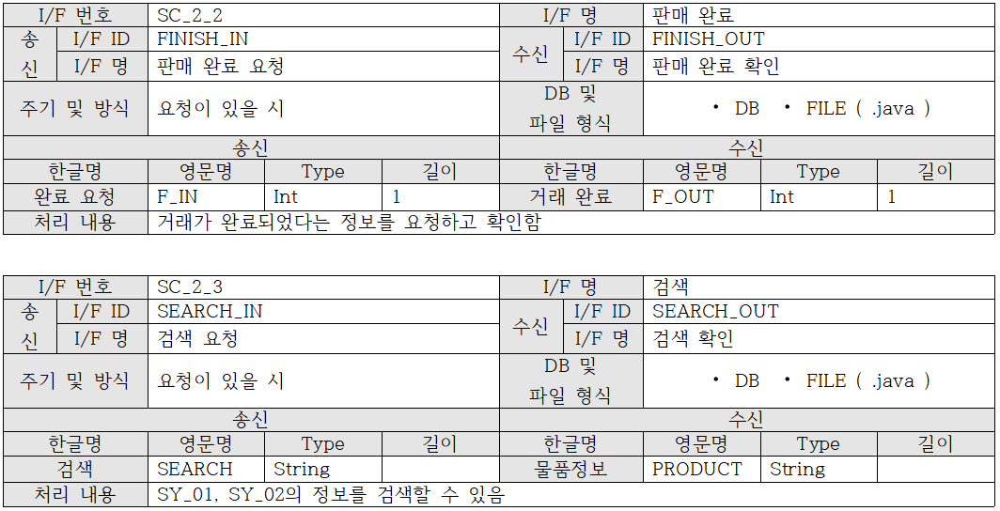 I/F 번호 SC_2_2 I/F 명 판매 완료
송신 I/F ID FINISH_IN 수신 I/F ID FINISH_OUT
I/F 명 판매 완료 요청 I/F 명 판매 완료 확인
주기 및 방식 요청이 있을 시 DB 및 파일 형식 • DB • FILE ( .java )
송신 수신
한글명 영문명 Type 길이 한글명 영문명 Type 길이
완료 요청 F_IN Int 1 거래 완료 F_OUT Int 1
처리 내용 거래가 완료되었다는 정보를 요청하고 확인함
I/F 번호 SC_2_3 I/F 명 검색
송신 I/F ID SEARCH_IN 수신 I/F ID SEARCH_OUT
I/F 명 검색 요청 I/F 명 검색 확인
주기 및 방식 요청이 있을 시 DB 및 파일 형식 • DB • FILE ( .java )
송신 수신
한글명 영문명 Type 길이 한글명 영문명 Type 길이
검색 SEARCH String 물품정보 PRODUCT String
처리 내용 SY_01, SY_02의 정보를 검색할 수 있음